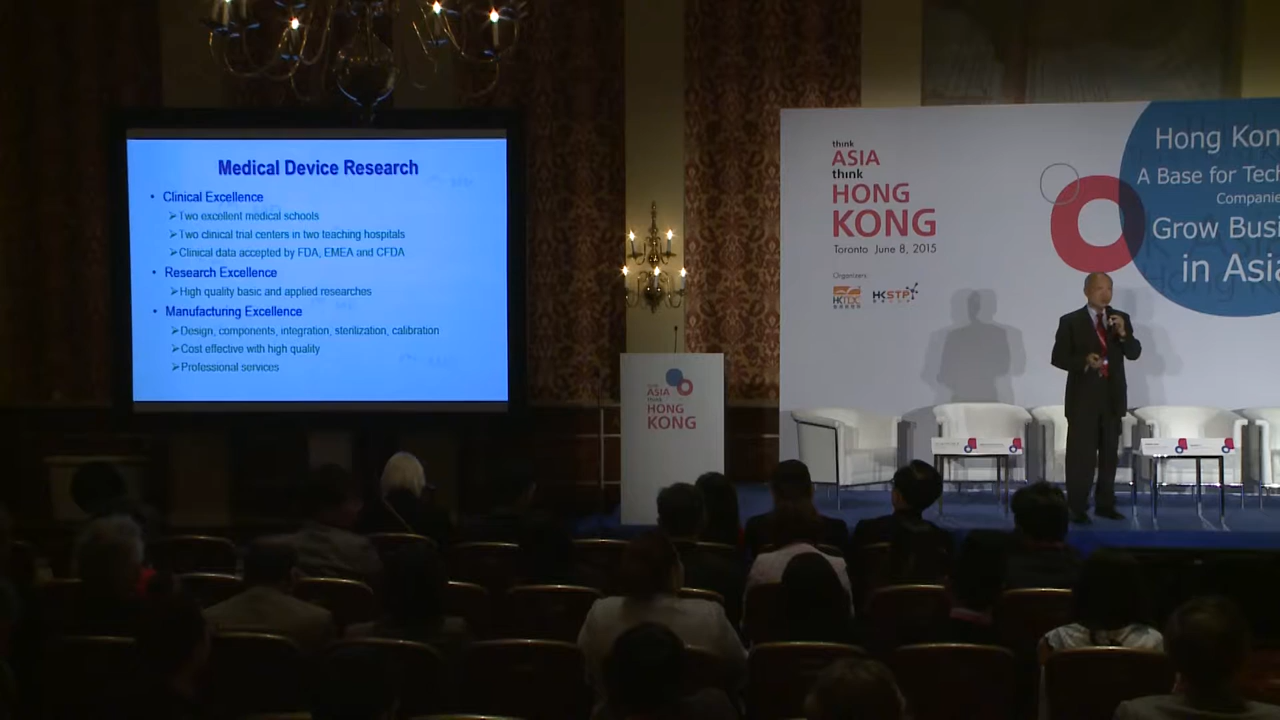 Medical Device Research
• Clinical Excellence
➢Two excellent medical schools
➢Two clinical trial centers in two teaching hospitals
➢Clinical data accepted by FDA, EMEA and CFDA
• Research Excellence
➢High quality basic and applied researches
• Manufacturing Excellence
➢Design, components, integration, sterilization, calibration
➢Cost effective with high quality
➢Professional services
think
ASIA
think
HONG
KONG
Toronto June 8, 2015
Organizers:
HKTDC
HKSTP
Hong Kon
A Base for Tech
Companie
Grow Busi
in Asia
ASIA
think
HONG
KONG